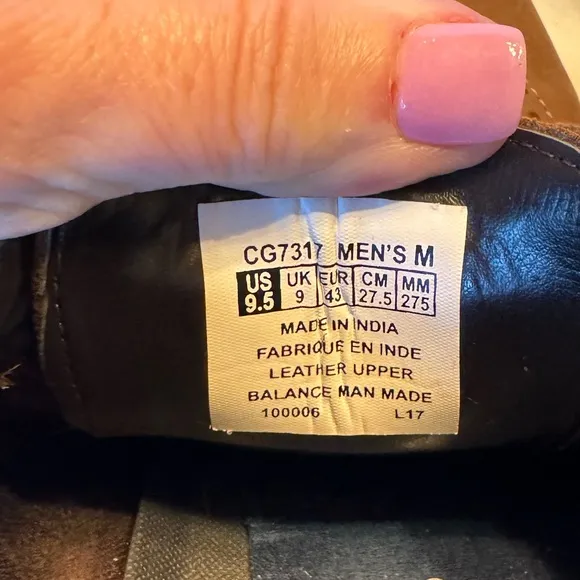 CG7317 MEN'S M
US UK EUR CM MM
9.5 9 43 27.5 275
MADE IN INDIA
FABRIQUE EN INDE
LEATHER UPPER
BALANCE MAN MADE
100006 L17